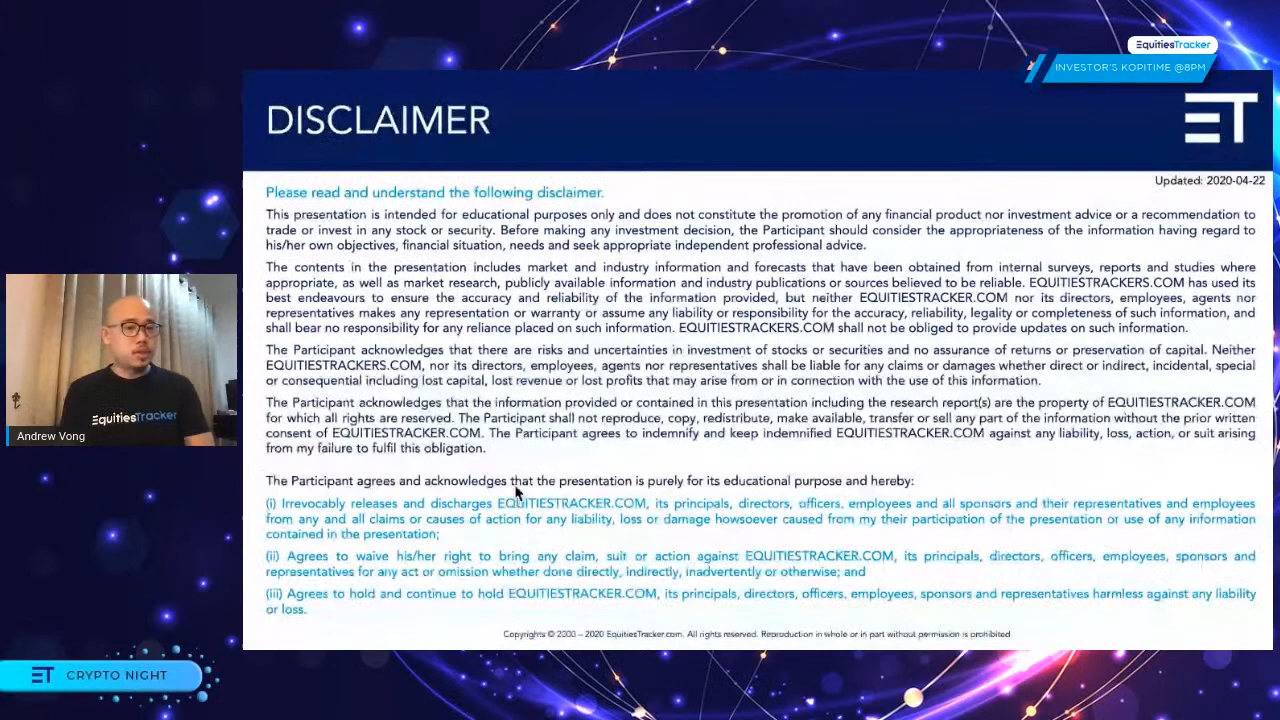 EquitiesTracker
INVESTOR'S KOPITIME @8PM
DISCLAIMER
ET
Updated: 2020-04-22
Please read and understand the following disclaimer.
This presentation is intended for educational purposes only and does not constitute the promotion of any financial product nor investment advice or a recommendation to
trade or invest in any stock or security. Before making any investment decision, the Participant should consider the appropriateness of the information having regard to
his/her own objectives, financial situation, needs and seek appropriate independent professional advice.
The contents in the presentation includes market and industry information and forecasts that have been obtained from internal surveys, reports and studies where
appropriate, as well as market research, publicly available information and industry publications or sources believed to be reliable. EQUITIESTRACKERS.COM has used its
best endeavours to ensure the accuracy and reliability of the information provided, but neither EQUITIESTRACKER.COM nor its directors, employees, agents nor
representatives makes any representation or warranty or assume any liability or responsibility for the accuracy, reliability, legality or completeness of such information, and
shall bear no responsibility for any reliance placed on such information. EQUITIESTRACKERS.COM shall not be obliged to provide updates on such information.
The Participant acknowledges that there are risks and uncertainties in investment of stocks or securities and no assurance of returns or preservation of capital. Neither
EQUITIESTRACKERS.COM, nor its directors, employees, agents nor representatives shall be liable for any claims or damages whether direct or indirect, incidental, special
or consequential including lost capital, lost revenue or lost profits that may arise from or in connection with the use of this information.
The Participant acknowledges that the information provided or contained in this presentation including the research report(s) are the property of EQUITIESTRACKER.COM
for which all rights are reserved. The Participant shall not reproduce, copy, redistribute, make available, transfer or sell any part of the information without the prior written
consent of EQUITIESTRACKER.COM. The Participant agrees to indemnify and keep indemnified EQUITIESTRACKER.COM against any liability, loss, action, or suit arising
from my failure to fulfil this obligation.
The Participant agrees and acknowledges that the presentation is purely for its educational purpose and hereby:
(i) Irrevocably releases and discharges EQUITIESTRACKER.COM, its principals, directors, officers, employees and all sponsors and their representatives and employees
from any and all claims or causes of action for any liability, loss or damage howsoever caused from my their participation of the presentation or use of any information
contained in the presentation;
(ii) Agrees to waive his/her right to bring any claim, suit or action against EQUITIESTRACKER.COM, its principals, directors, officers, employees, sponsors and
representatives for any act or omission whether done directly, indirectly, inadvertently or otherwise; and
(iii) Agrees to hold and continue to hold EQUITIESTRACKER.COM, its principals, directors, officers, employees, sponsors and representatives harmless against any liability
or loss.
Copyrights © 2000 – 2020 EquitiesTracker.com. All rights reserved. Reproduction in whole or in part without permission is prohibited
EquitiesTracker
Andrew Vong
ET CRYPTO NIGHT